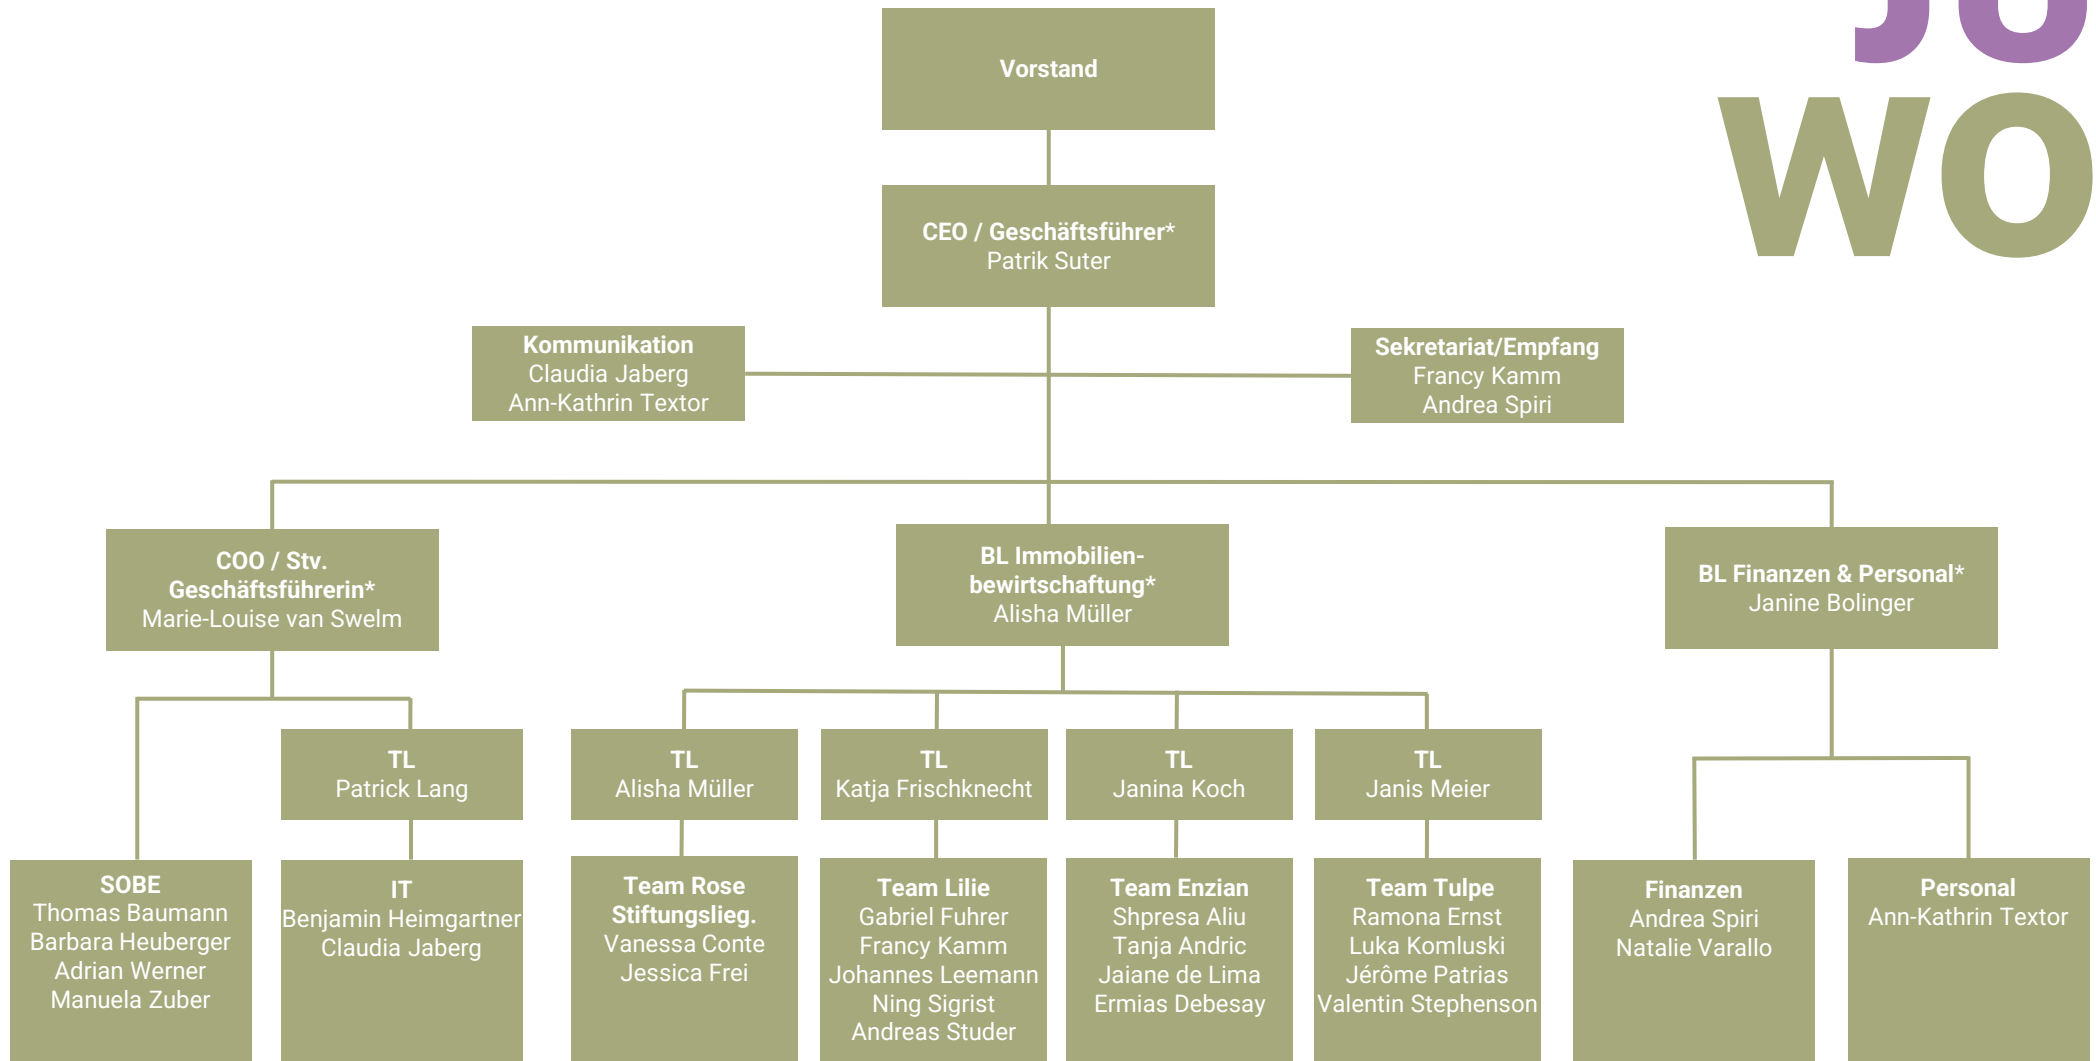 JU
WO
Vorstand
CEO / Geschäftsführer*
Patrik Suter
Kommunikation
Claudia Jaberg
Ann-Kathrin Textor
Sekretariat/Empfang
Francy Kamm
Andrea Spiri
COO / Stv.
Geschäftsführerin*
Marie-Louise van Swelm
BL Immobilien-
bewirtschaftung*
Alisha Müller
BL Finanzen & Personal*
Janine Bolinger
TL
Patrick Lang
TL
Alisha Müller
TL
Katja Frischknecht
TL
Janina Koch
TL
Janis Meier
SOBE
Thomas Baumann
Barbara Heuberger
Adrian Werner
Manuela Zuber
IT
Benjamin Heimgartner
Claudia Jaberg
Team Rose
Stiftungslieg.
Vanessa Conte
Jessica Frei
Team Lilie
Gabriel Fuhrer
Francy Kamm
Johannes Leemann
Ning Sigrist
Andreas Studer
Team Enzian
Shpresa Aliu
Tanja Andric
Jaiane de Lima
Ermias Debesay
Team Tulpe
Ramona Ernst
Luka Komluski
Jérôme Patrias
Valentin Stephenson
Finanzen
Andrea Spiri
Natalie Varallo
Personal
Ann-Kathrin Textor